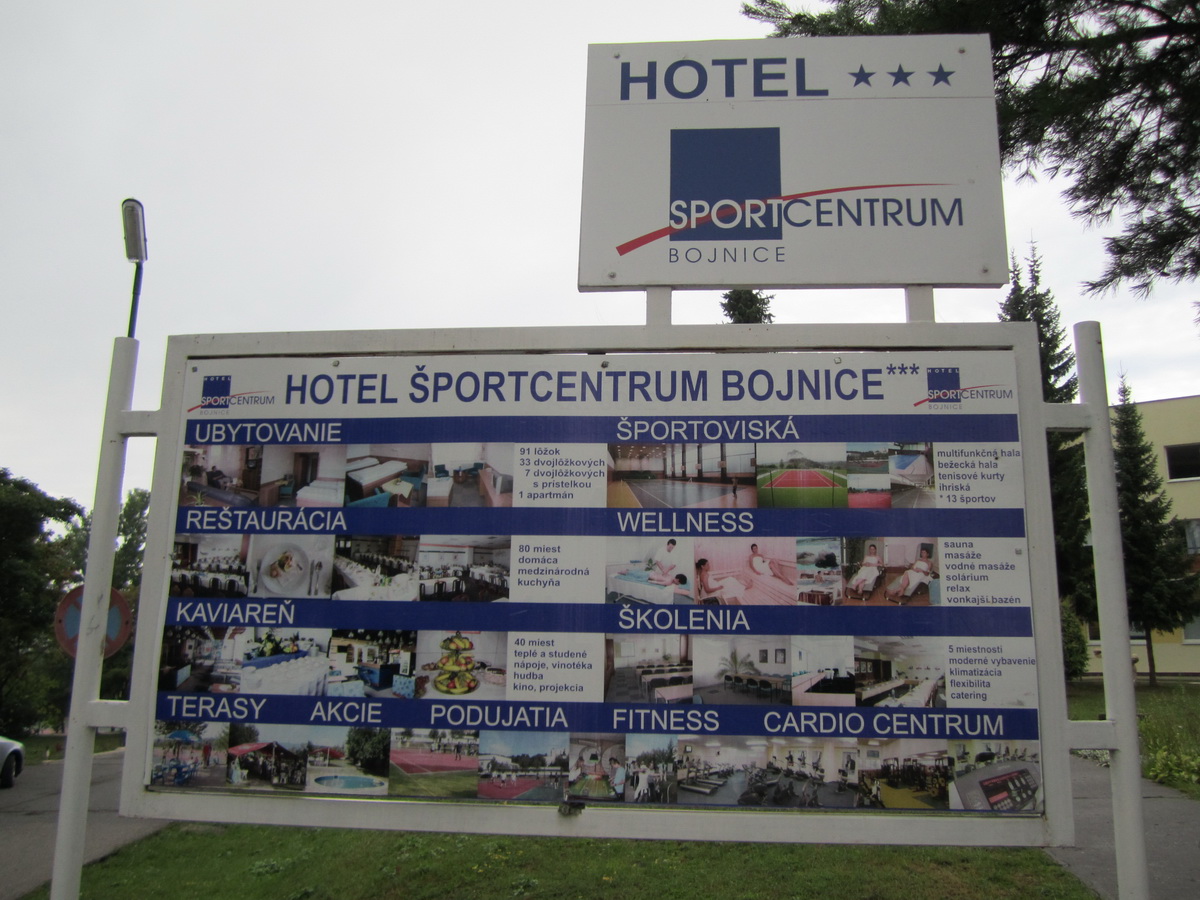 HOTEL ★★★
SPORTCENTRUM
BOJNICE
HOTEL
SPORTCENTRUM
BOJNICE
HOTEL ŠPORTCENTRUM BOJNICE***
HOTEL
SPORTCENTRUM
BOJNICE
UBYTOVANIE
91 lôžok
33 dvojlôžkových
7 dvojlôžkových
s prístelkou
1 apartmán
ŠPORTOVISKÁ
multifunkčná hala
bežecká hala
tenisové kurty
ihriská
* 13 športov
REŠTAURÁCIA
80 miest
domáca
medzinárodná
kuchyňa
WELLNESS
sauna
masáže
vodné masáže
solárium
relax
vonkajší bazén
KAVIAREŇ
40 miest
teplé a studené
nápoje, vinotéka
hudba
kino, projekcia
ŠKOLENIA
5 miestností
moderné vybavenie
klimatizácia
flexibilita
catering
TERASY AKCIE PODUJATIA FITNESS CARDIO CENTRUM